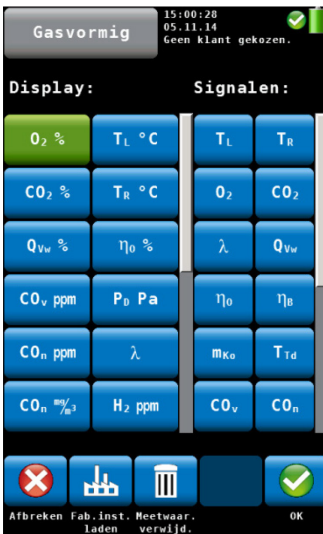 Gasvormig
15:00:28
05.11.14
Geen klant gekozen.
Display: Signalen:
O₂ % T_L °C T_L T_R
CO₂ % T_R °C O₂ CO₂
Q_Vw % η₀ % λ Q_Vw
CO_v ppm P_D Pa η₀ η_B
CO_n ppm λ m_Ko T_Td
CO_n mg/m³ H₂ ppm CO_v CO_n
Afbreken Fab.inst. Meetwaar. OK
laden verwijd.